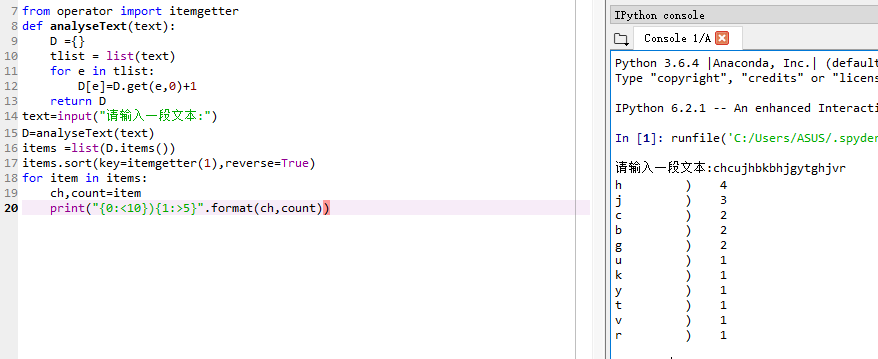 7 from operator import itemgetter
8 def analyseText(text):
9 D ={}
10 tlist = list(text)
11 for e in tlist:
12 D[e]=D.get(e,0)+1
13 return D
14 text=input("请输入一段文本:")
15 D=analyseText(text)
16 items =list(D.items())
17 items.sort(key=itemgetter(1),reverse=True)
18 for item in items:
19 ch,count=item
20 print("{0:<10}){1:>5}".format(ch,count))
IPython console
Console 1/A
Python 3.6.4 |Anaconda, Inc.| (default
Type "copyright", "credits" or "licens
IPython 6.2.1 -- An enhanced Interacti
In [1]: runfile('C:/Users/ASUS/.spyder
请输入一段文本:chcujhbkbhjgytghjvr
h ) 4
j ) 3
c ) 2
b ) 2
g ) 2
u ) 1
k ) 1
y ) 1
t ) 1
v ) 1
r ) 1